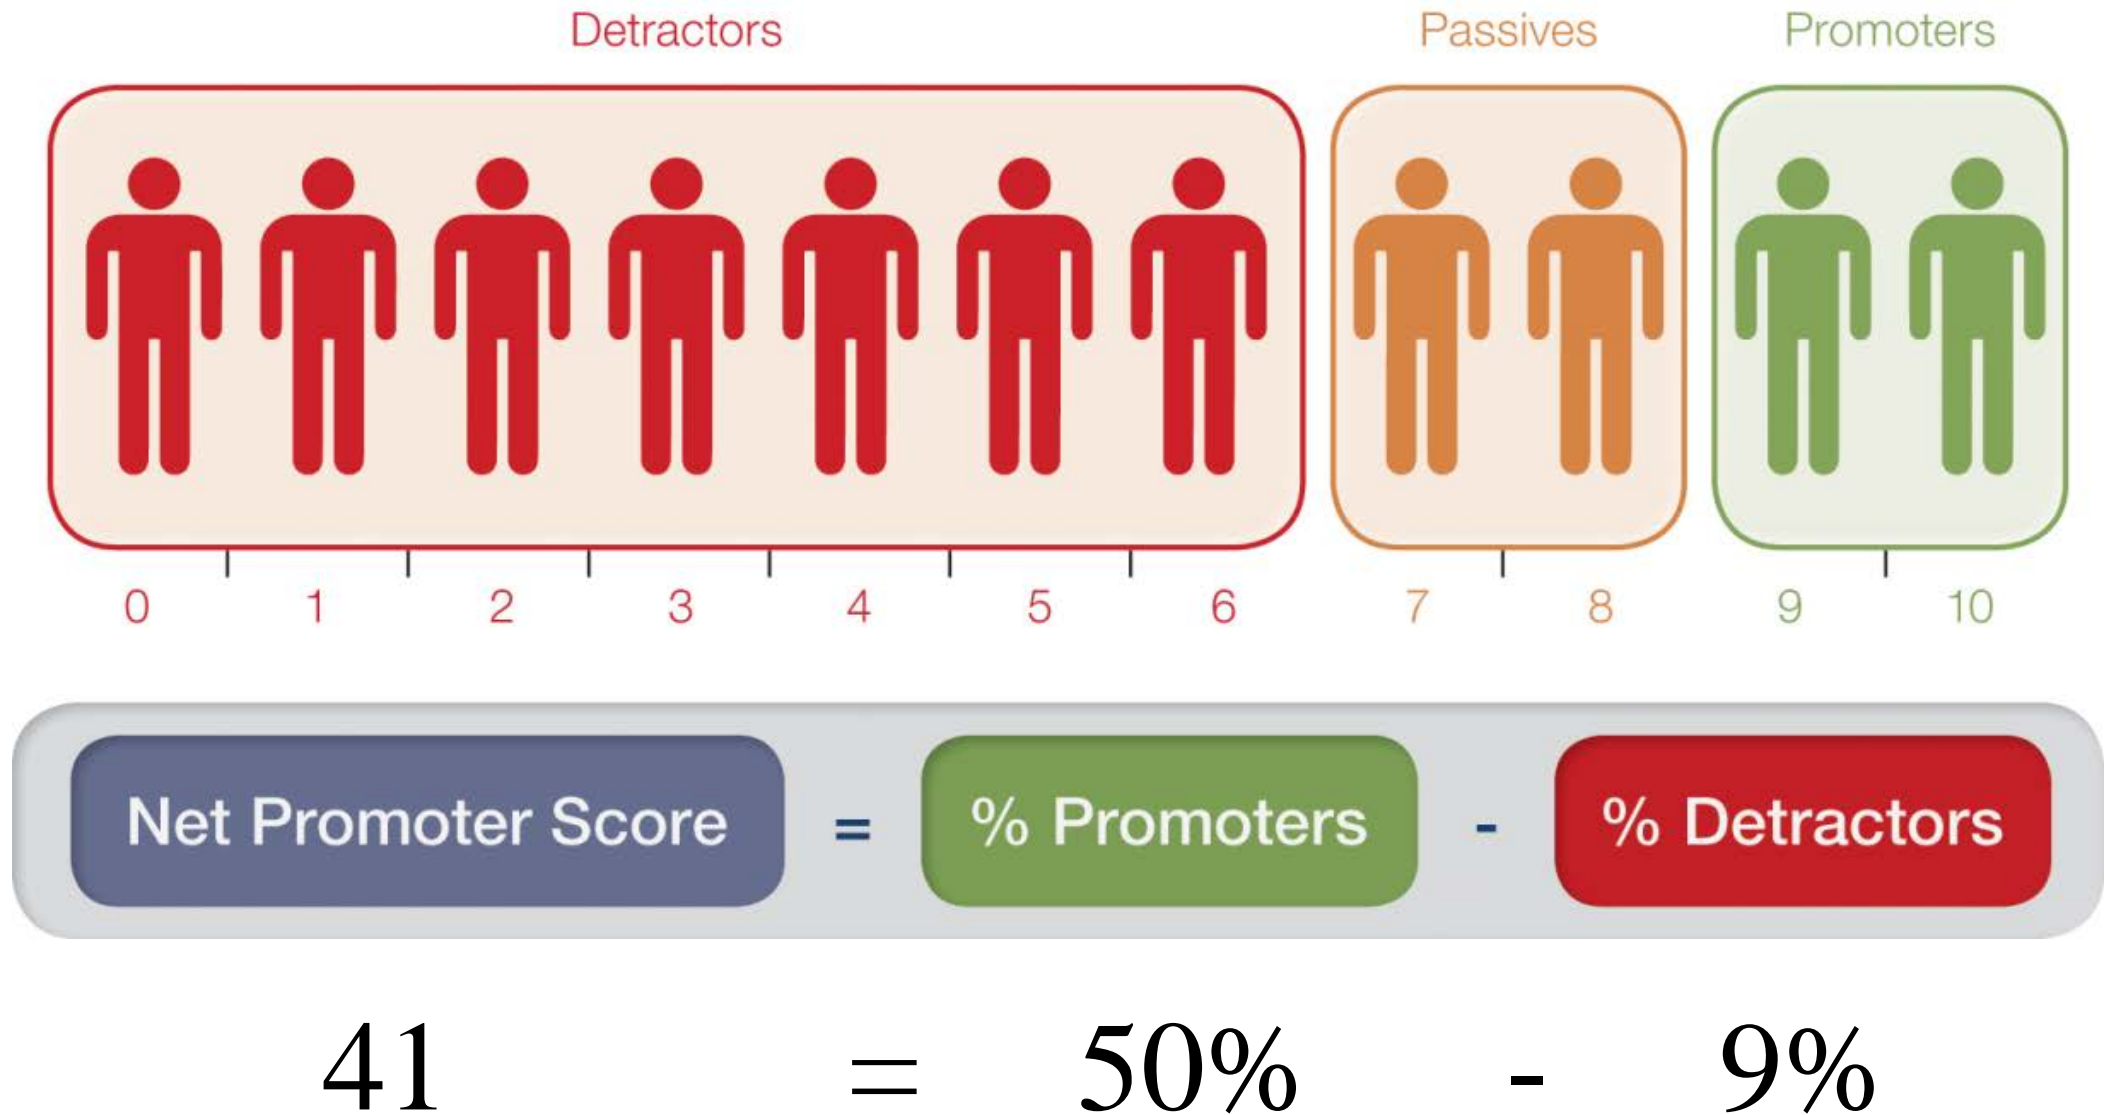 Detractors Passives Promoters
0 1 2 3 4 5 6 7 8 9 10
Net Promoter Score = % Promoters - % Detractors
41 = 50% - 9%